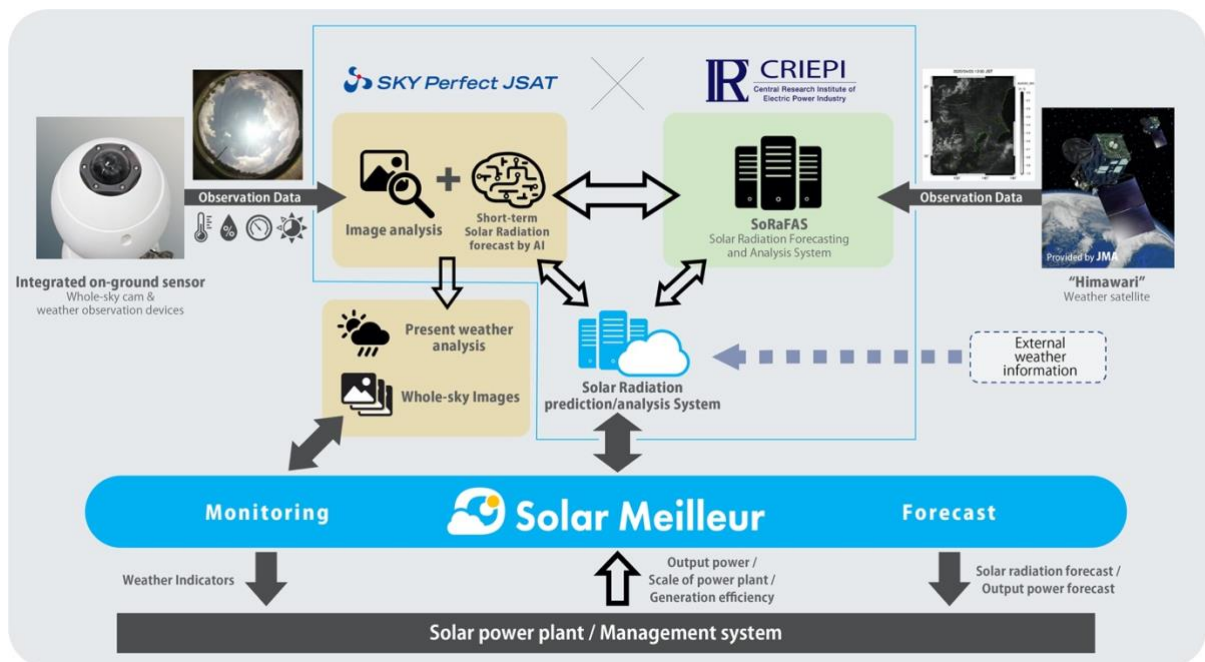 SKY Perfect JSAT
CRIEPI
Central Research Institute of
Electric Power Industry
Observation Data
Image analysis
Short-term
Solar Radiation
forecast by AI
SoRaFAS
Solar Radiation Forecasting
and Analysis System
Observation Data
Provided by JMA
Integrated on-ground sensor
Whole-sky cam &
weather observation devices
"Himawari"
Weather satellite
Present weather
analysis
Whole-sky Images
Solar Radiation
prediction/analysis System
External
weather
information
Monitoring
Solar Meilleur
Forecast
Weather Indicators
Output power /
Scale of power plant /
Generation efficiency
Solar radiation forecast /
Output power forecast
Solar power plant / Management system